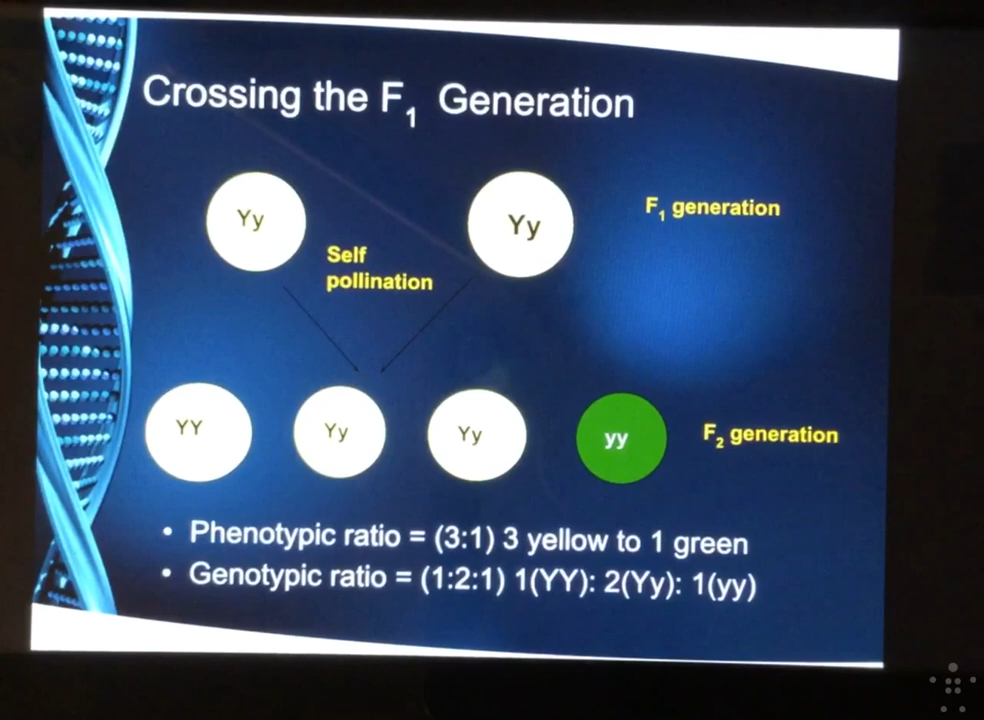 Crossing the F₁ Generation
Yy
Yy
F₁ generation
Self
pollination
YY
Yy
Yy
yy
F₂ generation
• Phenotypic ratio = (3:1) 3 yellow to 1 green
• Genotypic ratio = (1:2:1) 1(YY): 2(Yy): 1(yy)